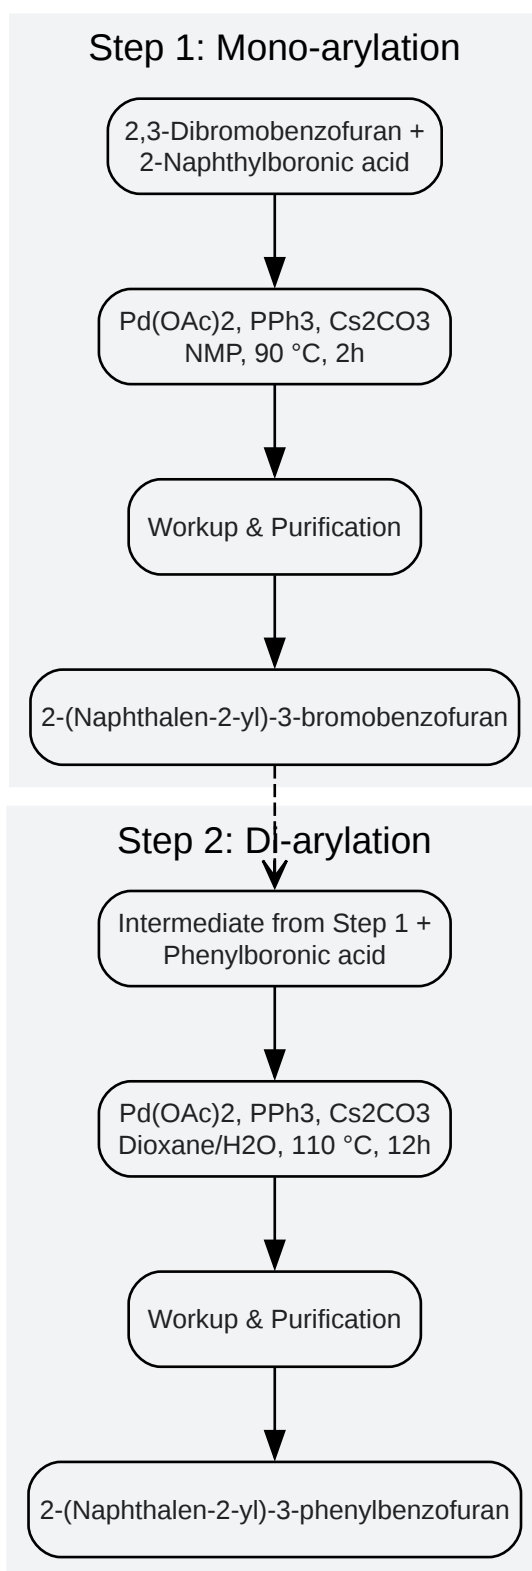 Step 1: Mono-arylation
2,3-Dibromobenzofuran +
2-Naphthylboronic acid
Pd(OAc)2, PPh3, Cs2CO3
NMP, 90 °C, 2h
Workup & Purification
2-(Naphthalen-2-yl)-3-bromobenzofuran
Step 2: Di-arylation
Intermediate from Step 1 +
Phenylboronic acid
Pd(OAc)2, PPh3, Cs2CO3
Dioxane/H2O, 110 °C, 12h
Workup & Purification
2-(Naphthalen-2-yl)-3-phenylbenzofuran